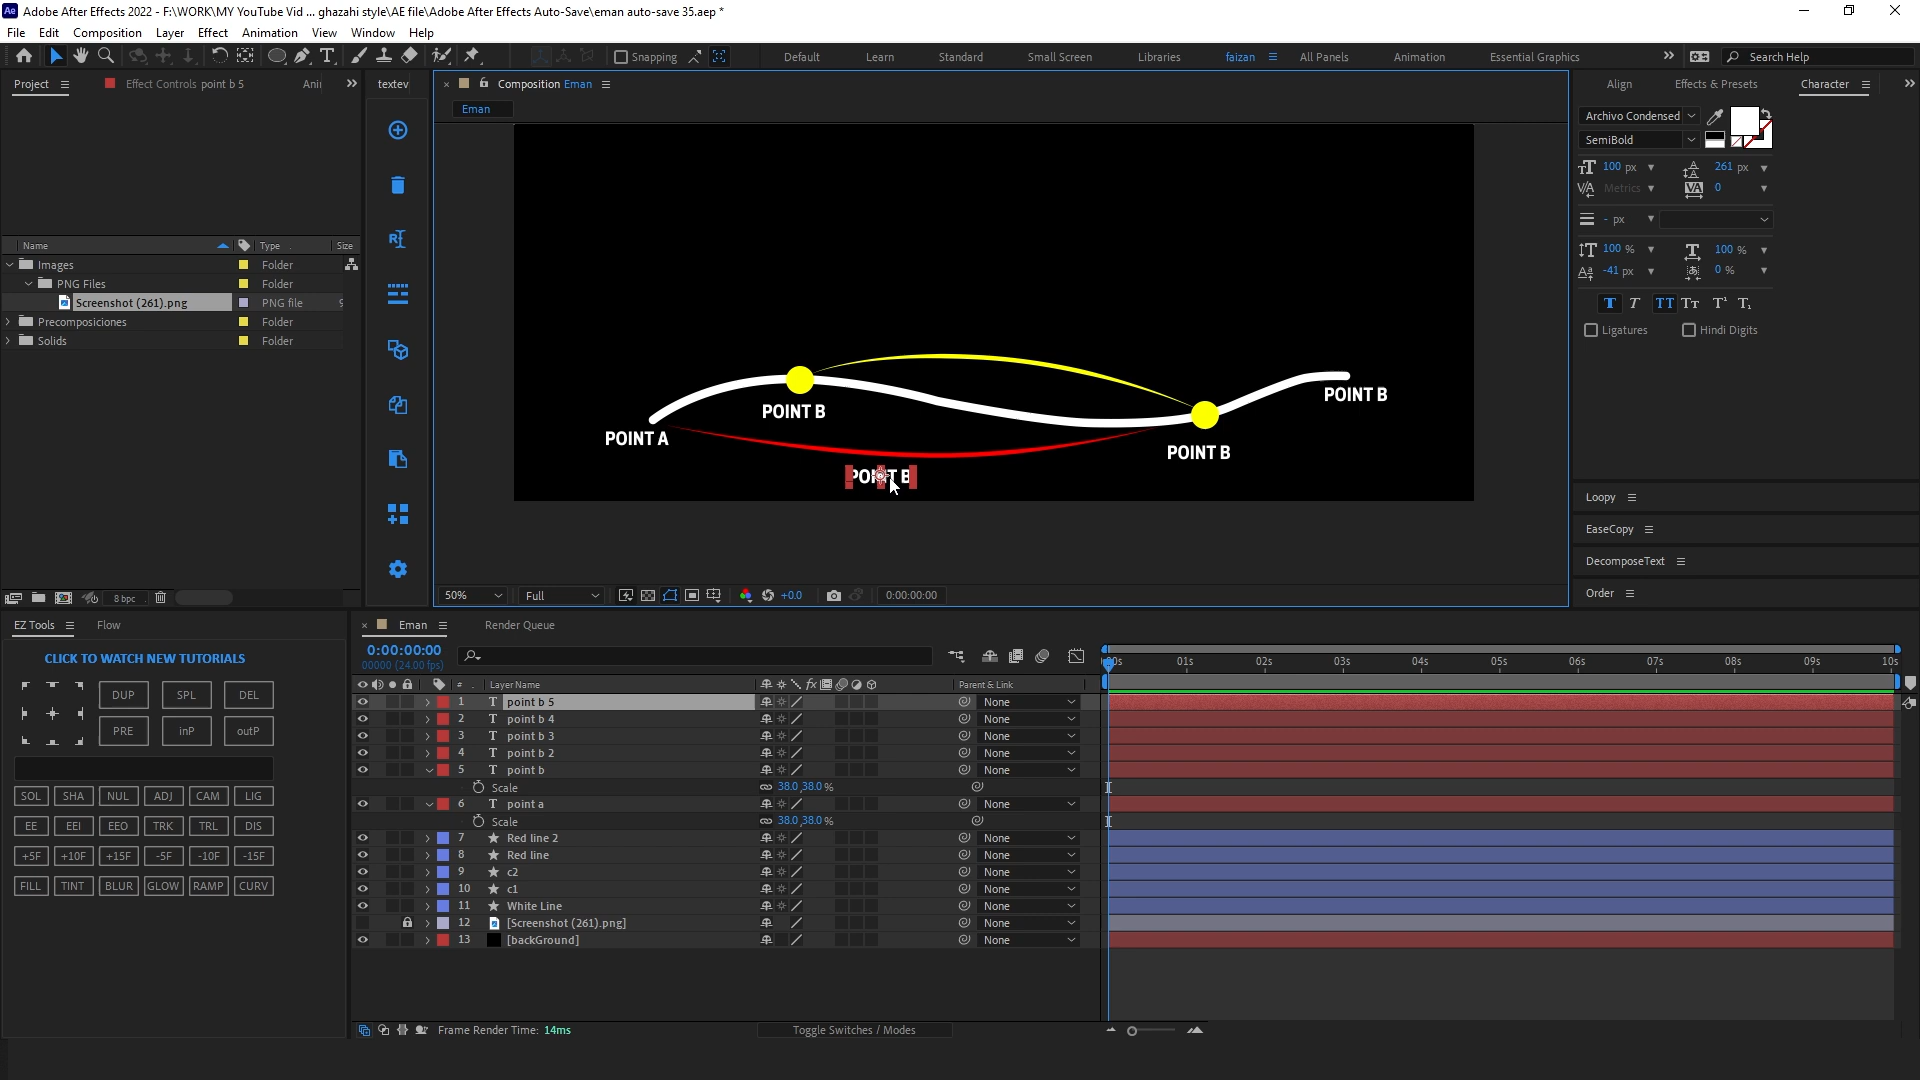 Adobe After Effects 2022 - F:\WORK\MY YouTube Vid ... ghazahi style\AE file\Adobe After Effects Auto-Save\eman auto-save 35.aep *
File Edit Composition Layer Effect Animation View Window Help
Snapping Default Learn Standard Small Screen Libraries faizan All Panels Animation Essential Graphics Search Help
Project Effect Controls point b 5 Ani textev Composition Eman Align Effects & Presets Character
Eman
Archivo Condensed
SemiBold
100 px 261 px
Metrics 0
- px
100 % 100 %
-41 px 0 %
T T TT Tт T¹ T₁
Ligatures Hindi Digits
Name Type Size
Images Folder
PNG Files Folder
Screenshot (261).png PNG file
Precomposiciones Folder
Solids Folder
POINT A
POINT B
POINT B
POINT B
POINT B
Loopy
EaseCopy
DecomposeText
Order
8 bpc
50% Full +0.0 0:00:00:00
EZ Tools Flow
CLICK TO WATCH NEW TUTORIALS
DUP SPL DEL
PRE inP outP
SOL SHA NUL ADJ CAM LIG
EE EEI EEO TRK TRL DIS
+5F +10F +15F -5F -10F -15F
FILL TINT BLUR GLOW RAMP CURV
Eman Render Queue
0:00:00:00
00000 (24.00 fps)
00s 01s 02s 03s 04s 05s 06s 07s 08s 09s 10s
# Layer Name Parent & Link
1 T point b 5 None
2 T point b 4 None
3 T point b 3 None
4 T point b 2 None
5 T point b None
Scale 38.0,38.0 %
6 T point a None
Scale 38.0,38.0 %
7 Red line 2 None
8 Red line None
9 c2 None
10 c1 None
11 White Line None
12 [Screenshot (261).png] None
13 [backGround] None
Frame Render Time: 14ms Toggle Switches / Modes